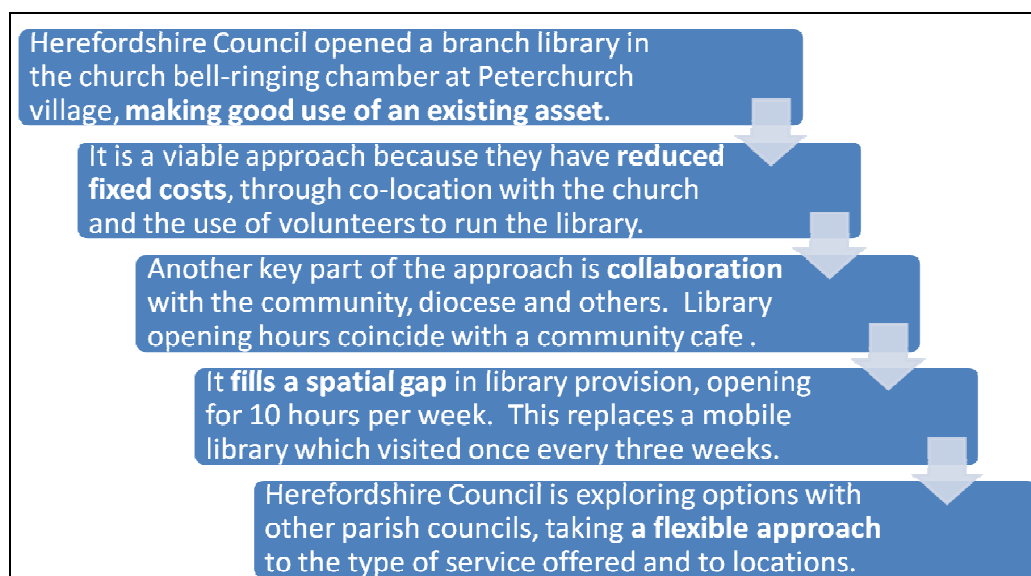 Herefordshire Council opened a branch library in
the church bell-ringing chamber at Peterchurch
village, making good use of an existing asset.
It is a viable approach because they have reduced
fixed costs, through co-location with the church
and the use of volunteers to run the library.
Another key part of the approach is collaboration
with the community, diocese and others.  Library
opening hours coincide with a community cafe .
It fills a spatial gap in library provision, opening
for 10 hours per week.  This replaces a mobile
library which visited once every three weeks.
Herefordshire Council is exploring options with
other parish councils, taking a flexible approach
to the type of service offered and to locations.